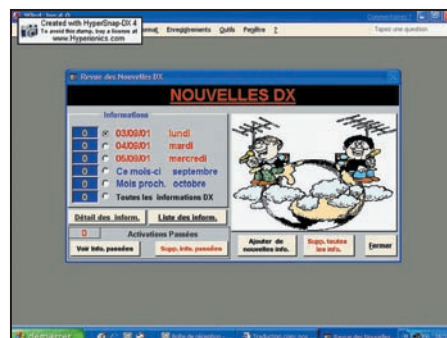 Created with HyperSnap-DX 4
To avoid this stamp, buy a license at
www.Hyperionics.com
Enregistrements Outils Fenêtre ?
Tapez une question
Revue des Nouvelles DX
NOUVELLES DX
Informations
0 03/09/01 lundi
0 04/09/01 mardi
0 05/09/01 mercredi
0 Ce mois-ci septembre
0 Mois proch. octobre
0 Toutes les informations DX
Détail des inform. Liste des inform.
0 Activations Passées
Voir info. passées Supp. info. passées
Ajouter de nouvelles info.
Supp. toutes les info.
Fermer
démarrer Boîte de réception - Traduction Revue des Nouvelles